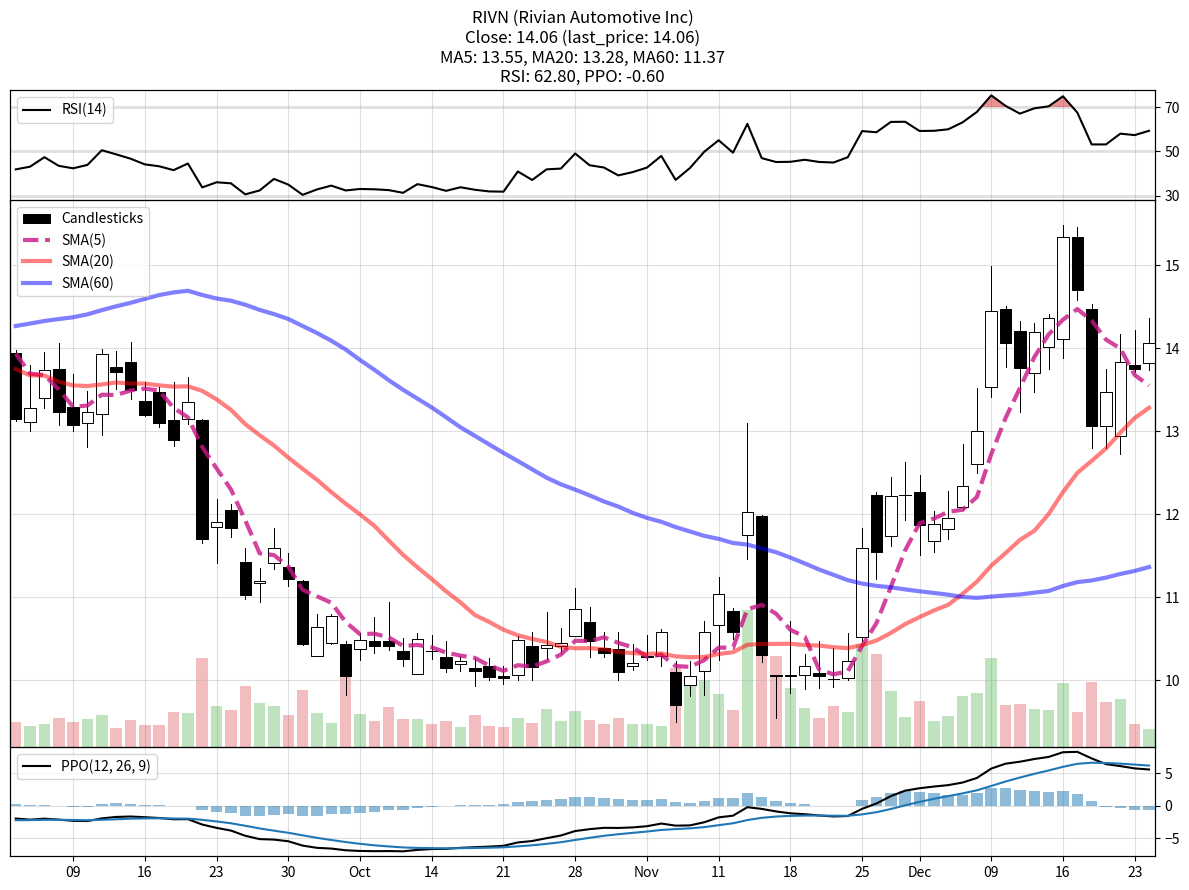 RIVN (Rivian Automotive Inc)
Close: 14.06 (last_price: 14.06)
MA5: 13.55, MA20: 13.28, MA60: 11.37
RSI: 62.80, PPO: -0.60
RSI(14)
70
50
30
Candlesticks
SMA(5)
SMA(20)
SMA(60)
15
14
13
12
11
10
PPO(12, 26, 9)
5
0
−5
09 16 23 30 Oct 14 21 28 Nov 11 18 25 Dec 09 16 23